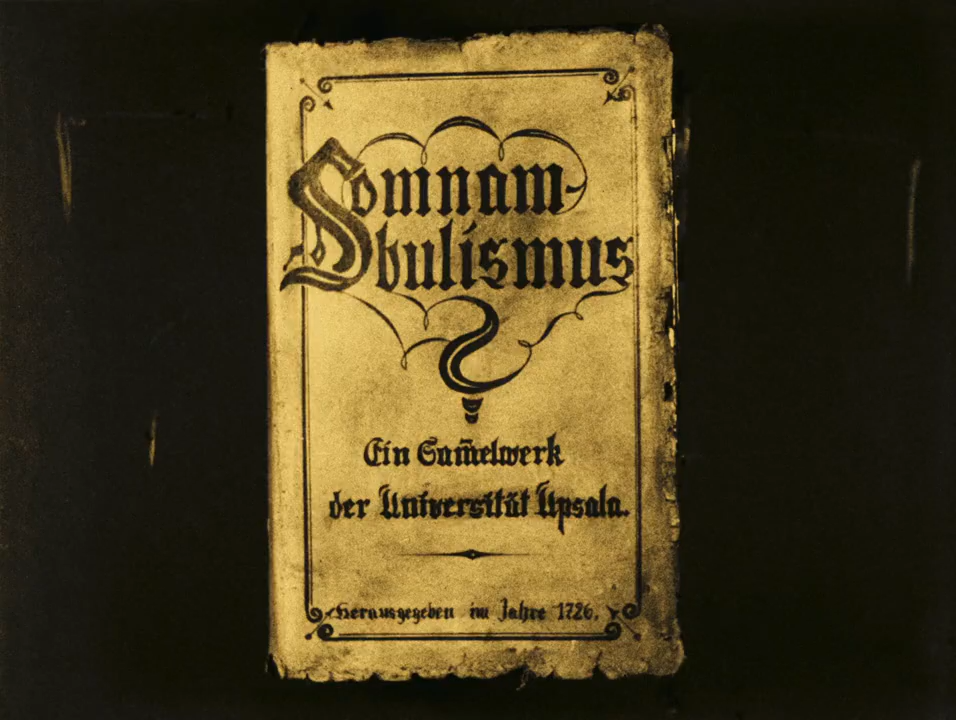 Somnam-
bulismus
Ein Sam̃elwerk
der Universität Upsala.
Herausgegeben im Jahre 1726.